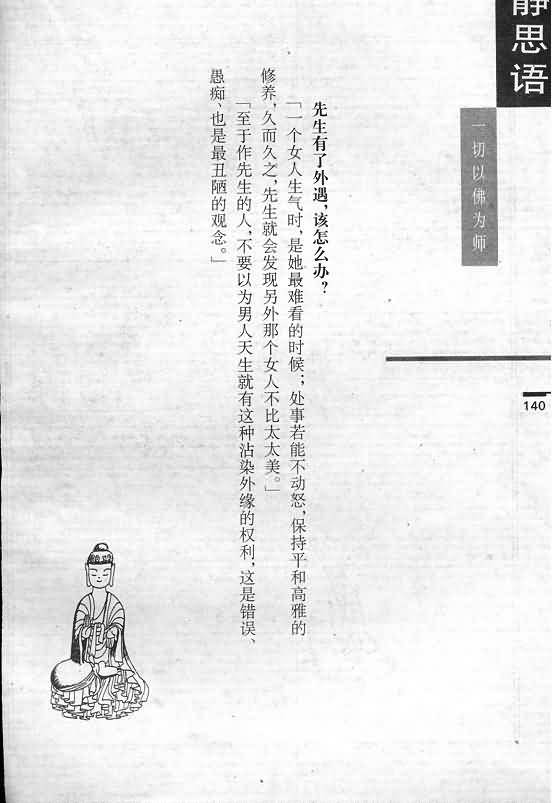 静思语
一切以佛为师
140
先生有了外遇，该怎么办？
「一个女人生气时，是她最难看的时候；处事若能不动怒，保持平和高雅的
修养，久而久之，先生就会发现另外那个女人不比太太美。」
「至于作先生的人，不要以为男人天生就有这种沾染外缘的权利，这是错误、
愚痴、也是最丑陋的观念。」